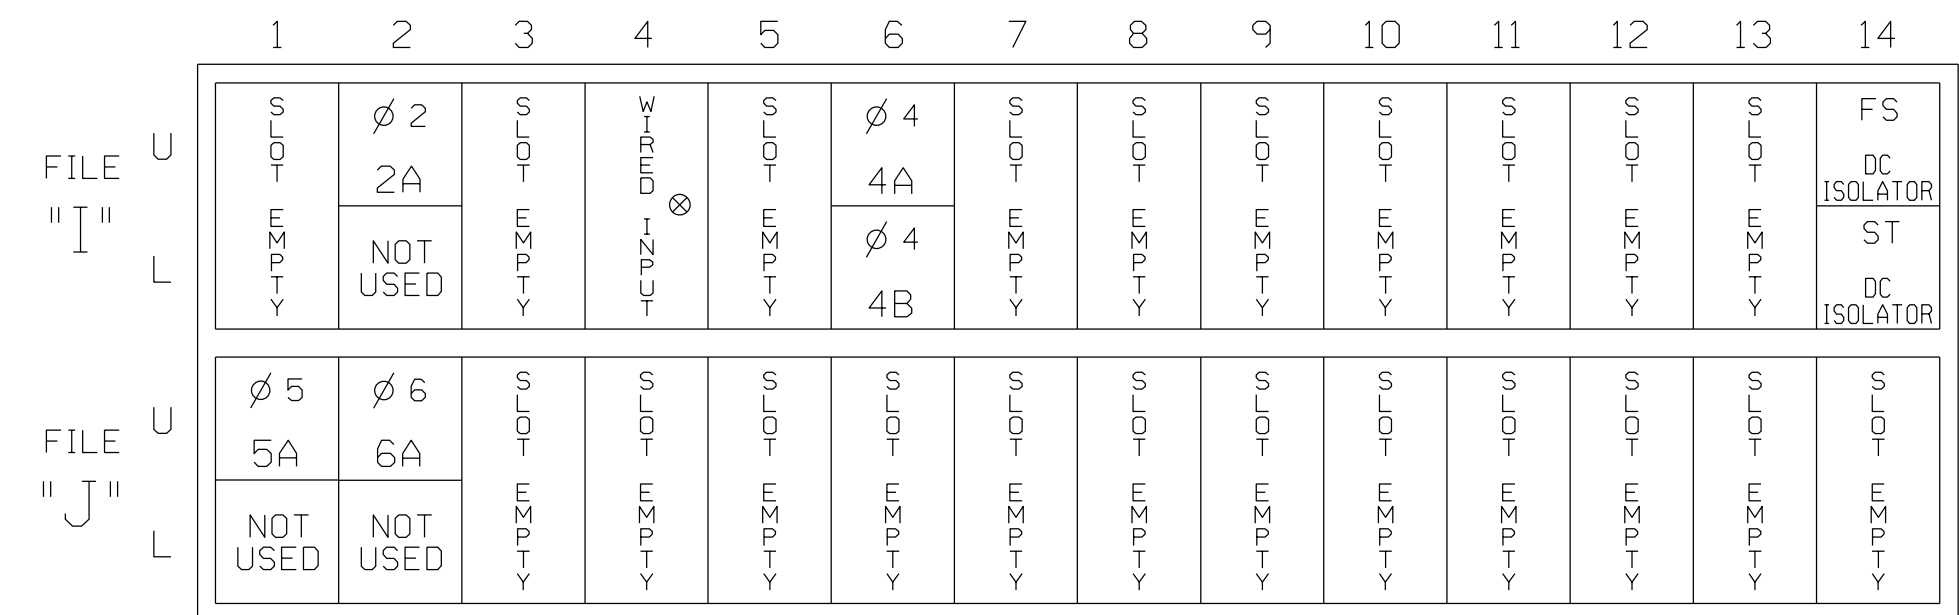 1 2 3 4 5 6 7 8 9 10 11 12 13 14
FILE "I"
U
L
SLOT EMPTY
Ø 2
2A
NOT USED
SLOT EMPTY
WIRED INPUT
⊗
SLOT EMPTY
Ø 4
4A
Ø 4
4B
SLOT EMPTY
SLOT EMPTY
SLOT EMPTY
SLOT EMPTY
SLOT EMPTY
SLOT EMPTY
SLOT EMPTY
FS
DC
ISOLATOR
ST
DC
ISOLATOR
FILE "J"
U
L
Ø 5
5A
NOT USED
Ø 6
6A
NOT USED
SLOT EMPTY
SLOT EMPTY
SLOT EMPTY
SLOT EMPTY
SLOT EMPTY
SLOT EMPTY
SLOT EMPTY
SLOT EMPTY
SLOT EMPTY
SLOT EMPTY
SLOT EMPTY
SLOT EMPTY